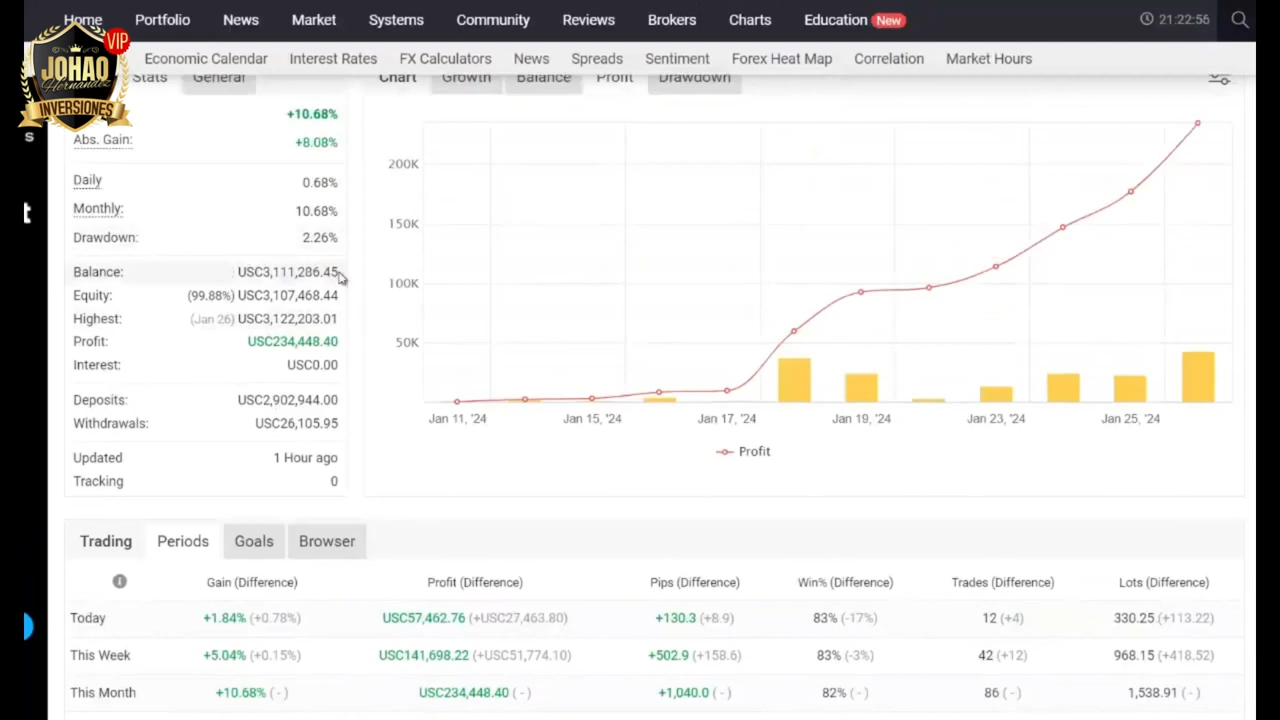 Home Portfolio News Market Systems Community Reviews Brokers Charts Education New 21:22:56
VIP
JOHAO
Hernandez
INVERSIONES
Economic Calendar Interest Rates FX Calculators News Spreads Sentiment Forex Heat Map Correlation Market Hours
Stats General
Chart Growth Balance Profit Drawdown
s
t
+10.68%
Abs. Gain: +8.08%
Daily 0.68%
Monthly: 10.68%
Drawdown: 2.26%
Balance: USC3,111,286.45
Equity: (99.88%) USC3,107,468.44
Highest: (Jan 26) USC3,122,203.01
Profit: USC234,448.40
Interest: USC0.00
Deposits: USC2,902,944.00
Withdrawals: USC26,105.95
Updated 1 Hour ago
Tracking 0
200K
150K
100K
50K
Jan 11, '24 Jan 15, '24 Jan 17, '24 Jan 19, '24 Jan 23, '24 Jan 25, '24
Profit
Trading Periods Goals Browser
Gain (Difference) Profit (Difference) Pips (Difference) Win% (Difference) Trades (Difference) Lots (Difference)
Today +1.84% (+0.78%) USC57,462.76 (+USC27,463.80) +130.3 (+8.9) 83% (-17%) 12 (+4) 330.25 (+113.22)
This Week +5.04% (+0.15%) USC141,698.22 (+USC51,774.10) +502.9 (+158.6) 83% (-3%) 42 (+12) 968.15 (+418.52)
This Month +10.68% ( - ) USC234,448.40 ( - ) +1,040.0 ( - ) 82% ( - ) 86 ( - ) 1,538.91 ( - )